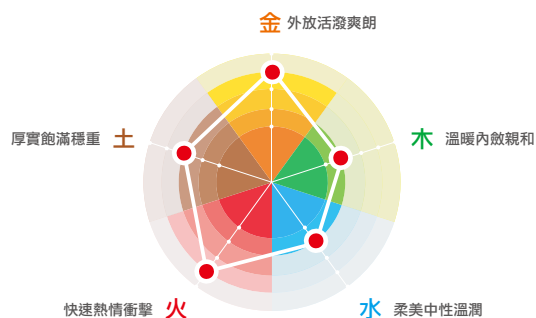 金 外放活潑爽朗
厚實飽滿穩重 土
木 溫暖內斂親和
快速熱情衝擊 火
水 柔美中性溫潤